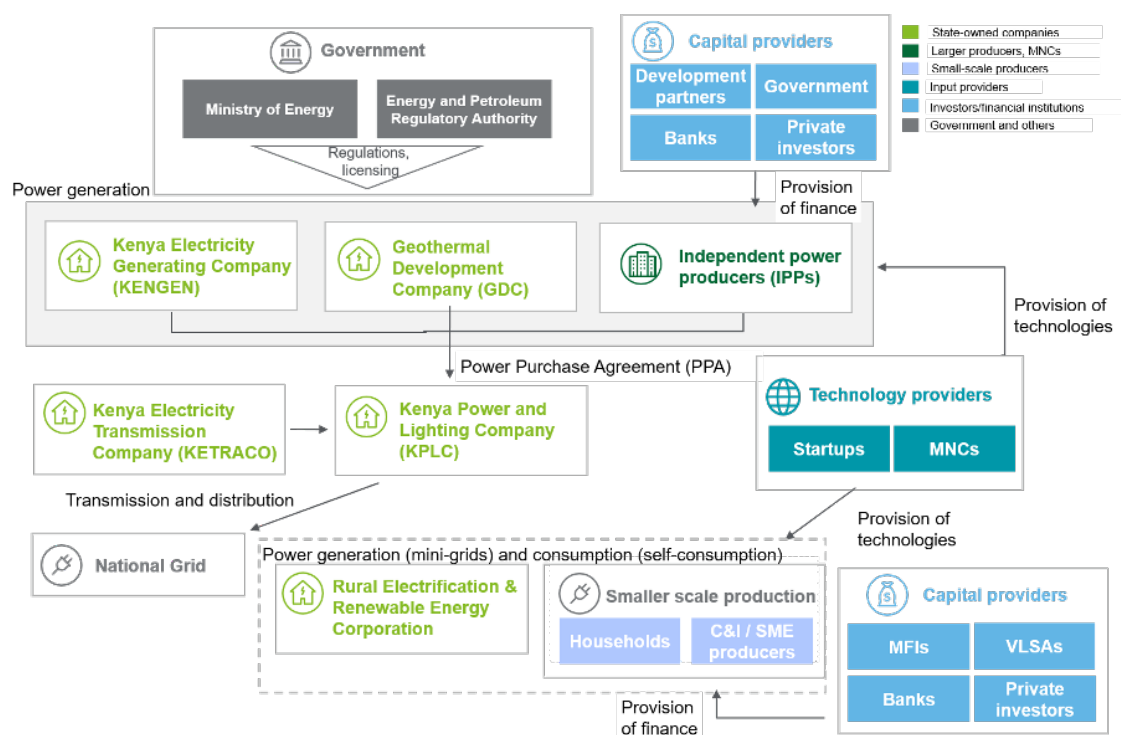 Government
Ministry of Energy
Energy and Petroleum
Regulatory Authority
Regulations,
licensing
Capital providers
Development
partners
Government
Banks
Private
investors
State-owned companies
Larger producers, MNCs
Small-scale producers
Input providers
Investors/financial institutions
Government and others
Provision
of finance
Power generation
Kenya Electricity
Generating Company
(KENGEN)
Geothermal
Development
Company (GDC)
Independent power
producers (IPPs)
Provision of
technologies
Power Purchase Agreement (PPA)
Kenya Electricity
Transmission
Company (KETRACO)
Kenya Power and
Lighting Company
(KPLC)
Technology providers
Startups
MNCs
Transmission and distribution
Provision of
technologies
National Grid
Power generation (mini-grids) and consumption (self-consumption)
Rural Electrification &
Renewable Energy
Corporation
Smaller scale production
Households
C&I / SME
producers
Capital providers
MFIs
VLSAs
Banks
Private
investors
Provision
of finance